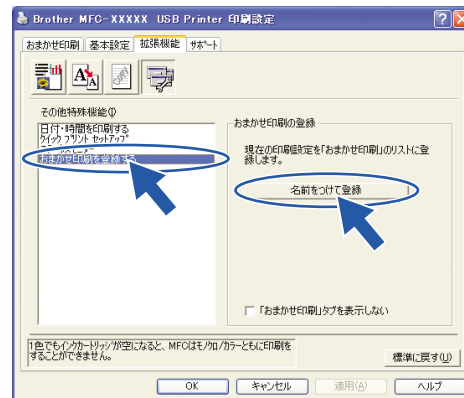 Brother MFC-XXXXX USB Printer 印刷設定
おまかせ印刷 基本設定 拡張機能 サポート
その他特殊機能(I)
日付・時間を印刷する
クイック プリント セットアップ
おまかせ印刷を登録する
おまかせ印刷の登録
現在の印刷設定を「おまかせ印刷」のリストに登
録します。
名前をつけて登録
「おまかせ印刷」タブを表示しない
1色でもインクカートリッジが空になると、MFCはモノクロ/カラーともに印刷を
することができません。
標準に戻す(U)
OK キャンセル 適用(A) ヘルプ